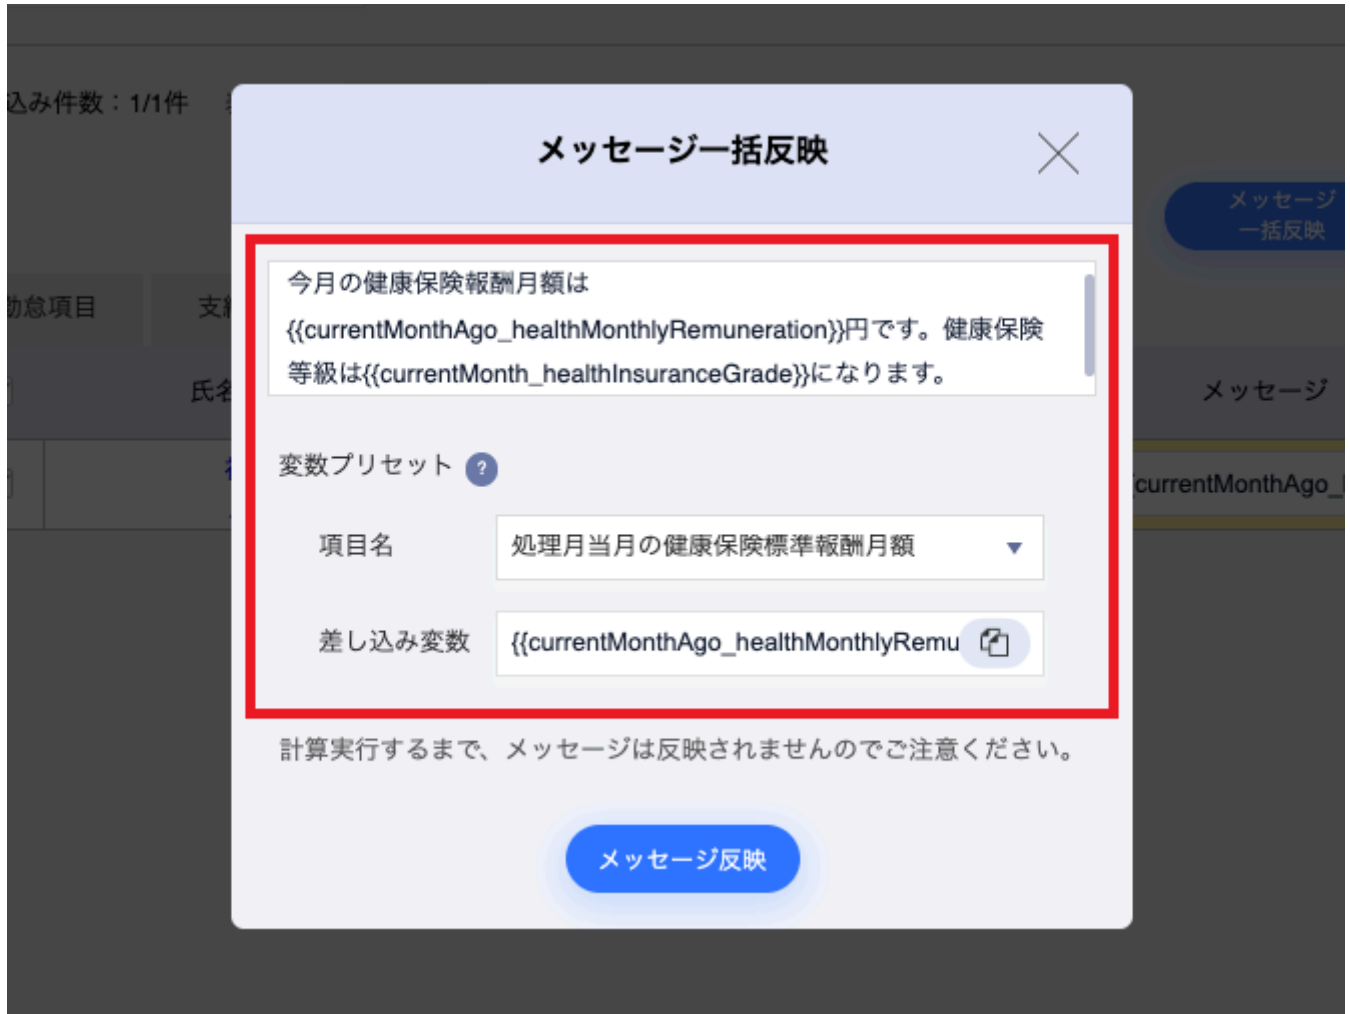 込み件数：1/1件
メッセージ一括反映
メッセージ
一括反映
今月の健康保険報酬月額は
{{currentMonthAgo_healthMonthlyRemuneration}}円です。健康保険
等級は{{currentMonth_healthInsuranceGrade}}になります。
勤怠項目
支給
氏名
メッセージ
変数プリセット ?
currentMonthAgo_
項目名
処理月当月の健康保険標準報酬月額
差し込み変数
{{currentMonthAgo_healthMonthlyRemu
計算実行するまで、メッセージは反映されませんのでご注意ください。
メッセージ反映